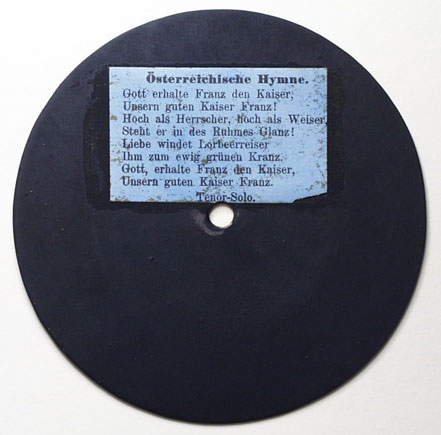 Österreichische Hymne.
Gott erhalte Franz den Kaiser,
Unsern guten Kaiser Franz!
Hoch als Herrscher, hoch als Weiser,
Steht er in des Ruhmes Glanz!
Liebe windet Lorbeerreiser
Ihm zum ewig grünen Kranz.
Gott, erhalte Franz den Kaiser,
Unsern guten Kaiser Franz.
Tenor-Solo.